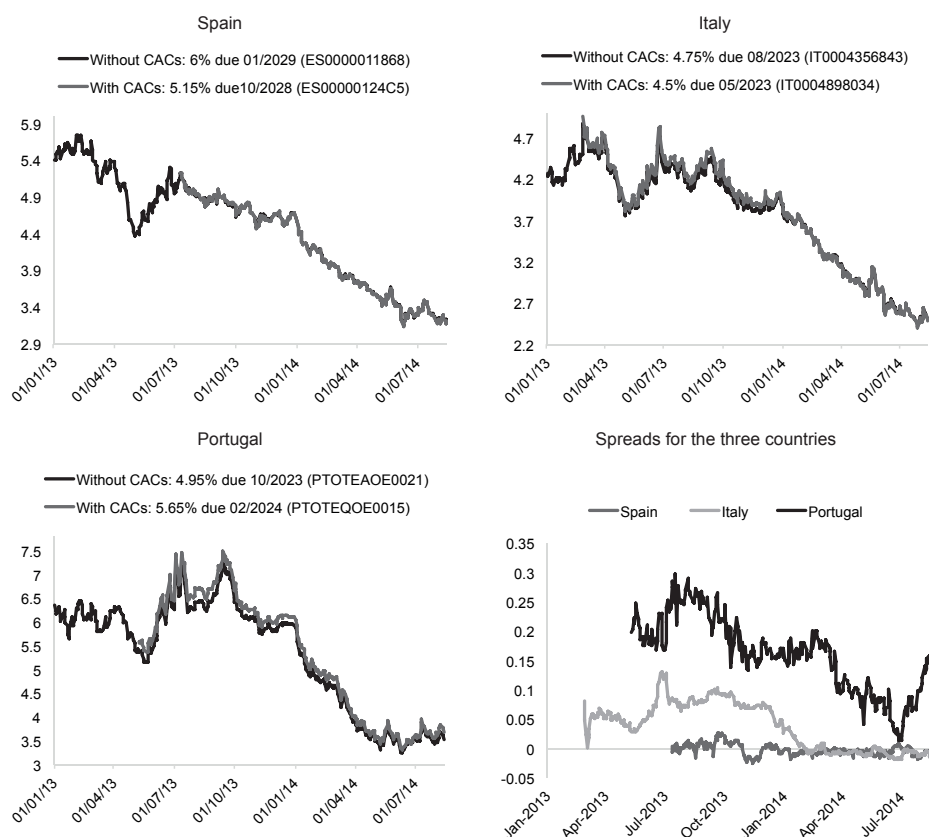 Spain
Without CACs: 6% due 01/2029 (ES0000011868)
With CACs: 5.15% due10/2028 (ES00000124C5)
5.9
5.4
4.9
4.4
3.9
3.4
2.9
01/01/13
01/04/13
01/07/13
01/10/13
01/01/14
01/04/14
01/07/14
Italy
Without CACs: 4.75% due 08/2023 (IT0004356843)
With CACs: 4.5% due 05/2023 (IT0004898034)
4.7
4.2
3.7
3.2
2.7
2.2
01/01/13
01/04/13
01/07/13
01/10/13
01/01/14
01/04/14
01/07/14
Portugal
Without CACs: 4.95% due 10/2023 (PTOTEAOE0021)
With CACs: 5.65% due 02/2024 (PTOTEQOE0015)
7.5
7
6.5
6
5.5
5
4.5
4
3.5
3
01/01/13
01/04/13
01/07/13
01/10/13
01/01/14
01/04/14
01/07/14
Spreads for the three countries
Spain Italy Portugal
0.35
0.3
0.25
0.2
0.15
0.1
0.05
0
-0.05
Jan-2013
Apr-2013
Jul-2013
Oct-2013
Jan-2014
Apr-2014
Jul-2014